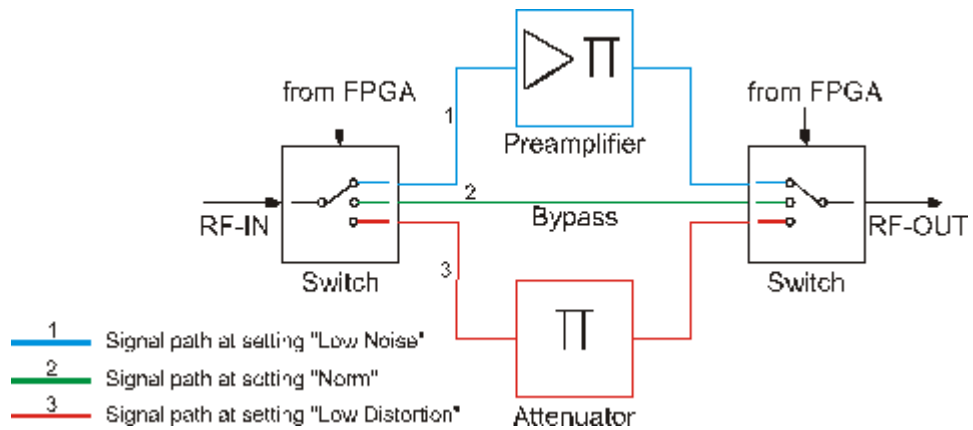 from FPGA
from FPGA
1
Preamplifier
2
Bypass
RF-IN
RF-OUT
Switch
Switch
3
Attenuator
1 Signal path at setting "Low Noise"
2 Signal path at setting "Norm"
3 Signal path at setting "Low Distortion"